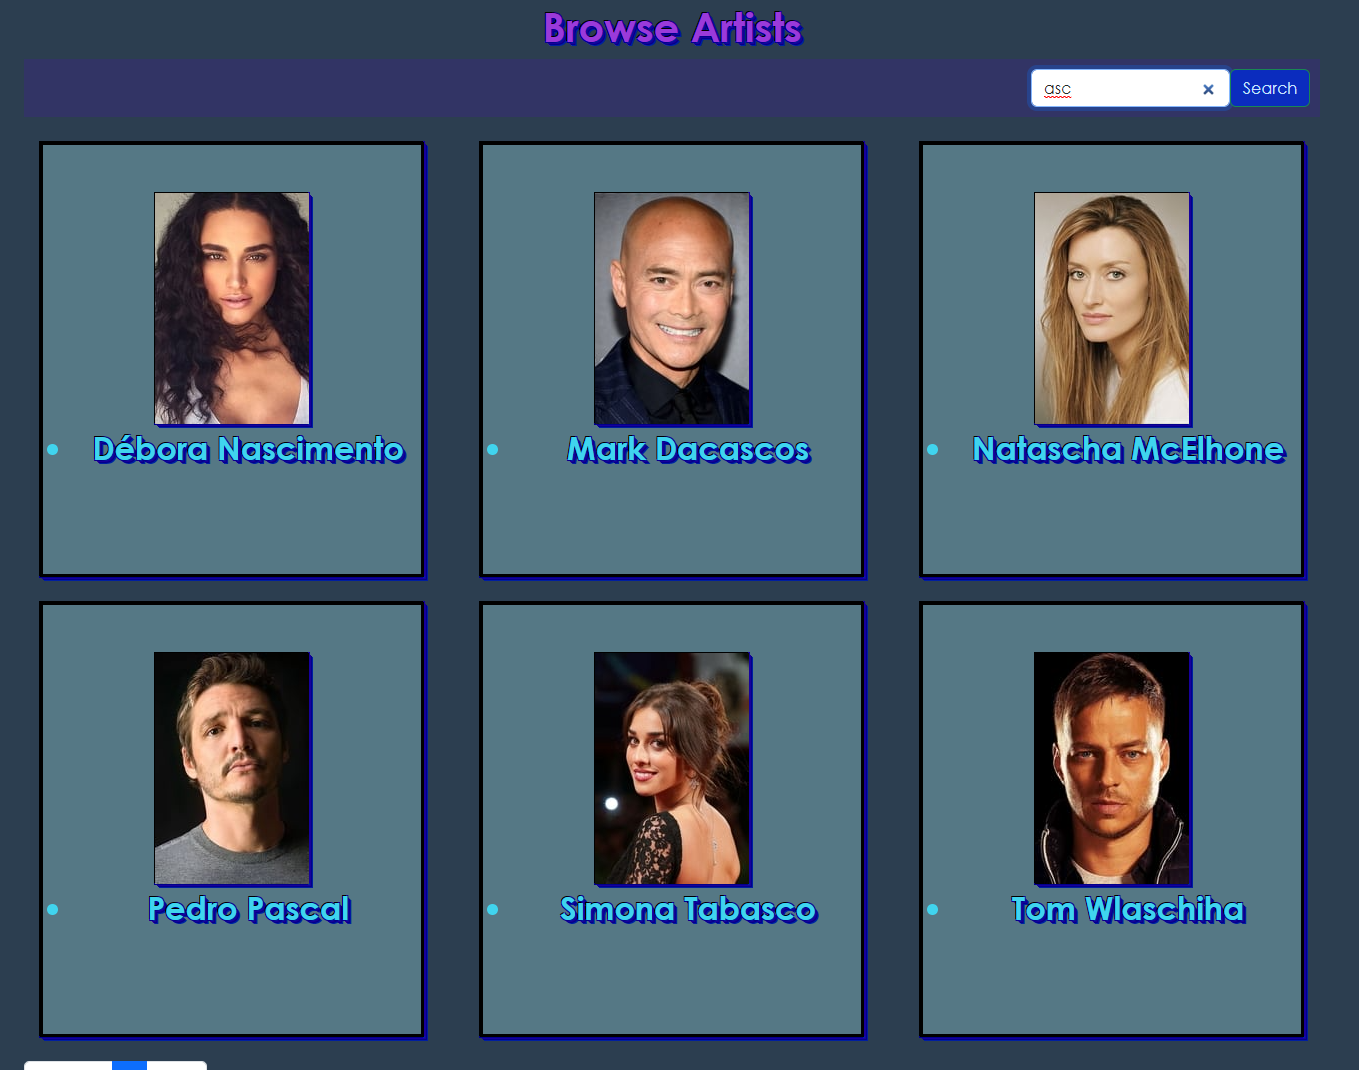 Browse Artists
asc
Search
Débora Nascimento
Mark Dacascos
Natascha McElhone
Pedro Pascal
Simona Tabasco
Tom Wlaschiha